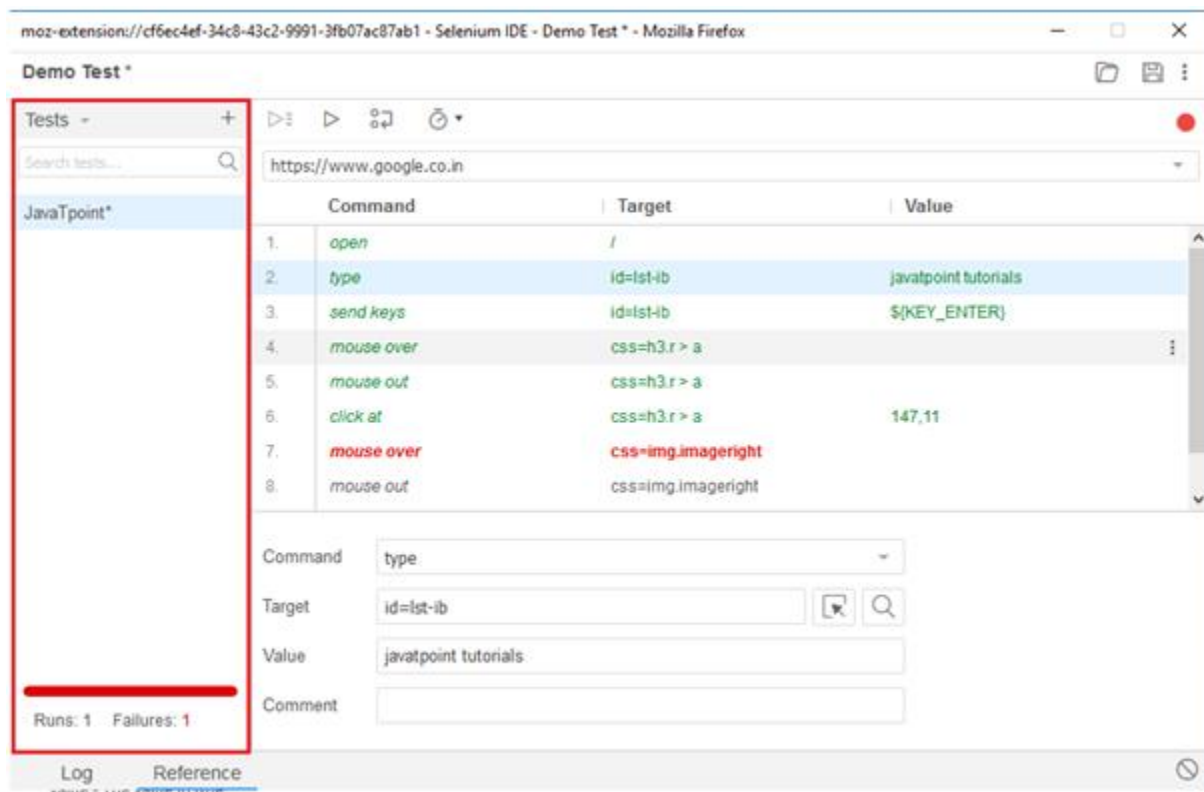 moz-extension://cf6ec4ef-34c8-43c2-9991-3fb07ac87ab1 - Selenium IDE - Demo Test * - Mozilla Firefox
Demo Test*
Tests
Search tests...
https://www.google.co.in
JavaTpoint*
Command Target Value
1. open /
2. type id=lst-ib javatpoint tutorials
3. send keys id=lst-ib ${KEY_ENTER}
4. mouse over css=h3.r > a
5. mouse out css=h3.r > a
6. click at css=h3.r > a 147,11
7. mouse over css=img.imageright
8. mouse out css=img.imageright
Command type
Target id=lst-ib
Value javatpoint tutorials
Comment
Runs: 1 Failures: 1
Log Reference